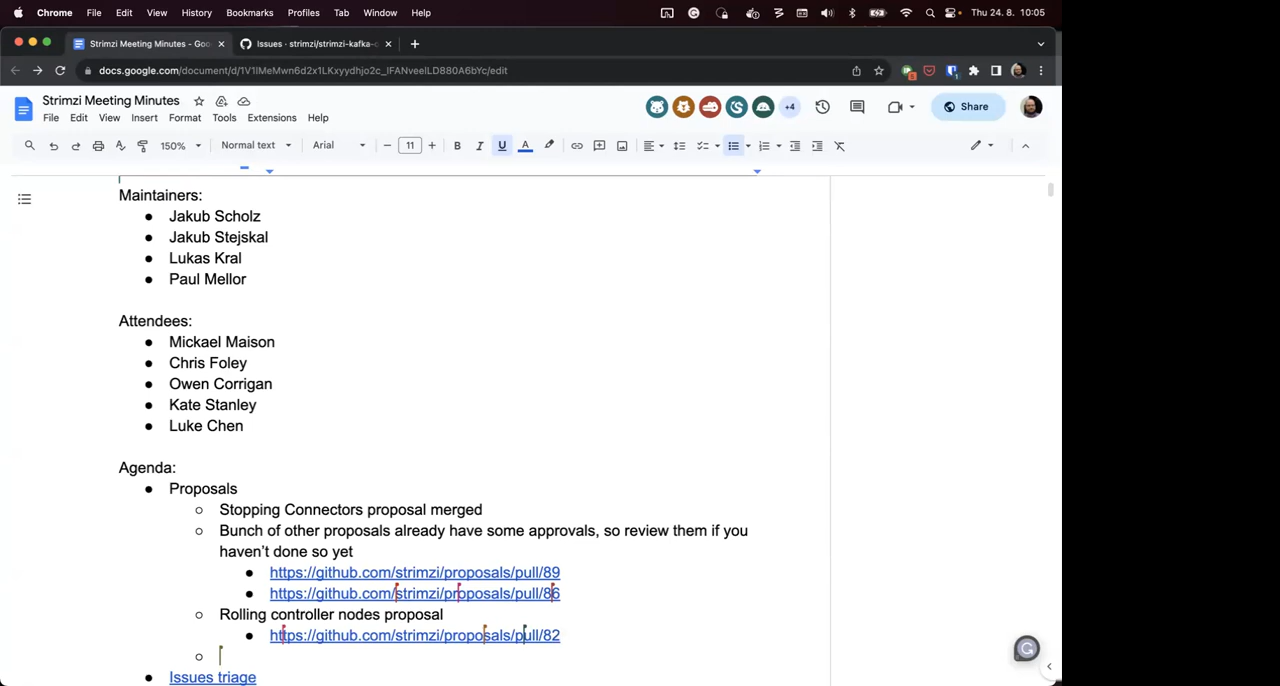 Chrome File Edit View History Bookmarks Profiles Tab Window Help Thu 24. 8. 10:05
Strimzi Meeting Minutes - Goo Issues · strimzi/strimzi-kafka-o
docs.google.com/document/d/1V1lMeMwn6d2x1LKxyydhjo2c_lFANveelLD880A6bYc/edit
Strimzi Meeting Minutes
+4
Share
File Edit View Insert Format Tools Extensions Help
150% Normal text Arial 11
Maintainers:
● Jakub Scholz
● Jakub Stejskal
● Lukas Kral
● Paul Mellor
Attendees:
● Mickael Maison
● Chris Foley
● Owen Corrigan
● Kate Stanley
● Luke Chen
Agenda:
● Proposals
○ Stopping Connectors proposal merged
○ Bunch of other proposals already have some approvals, so review them if you
haven't done so yet
● https://github.com/strimzi/proposals/pull/89
● https://github.com/strimzi/proposals/pull/86
○ Rolling controller nodes proposal
● https://github.com/strimzi/proposals/pull/82
○
● Issues triage